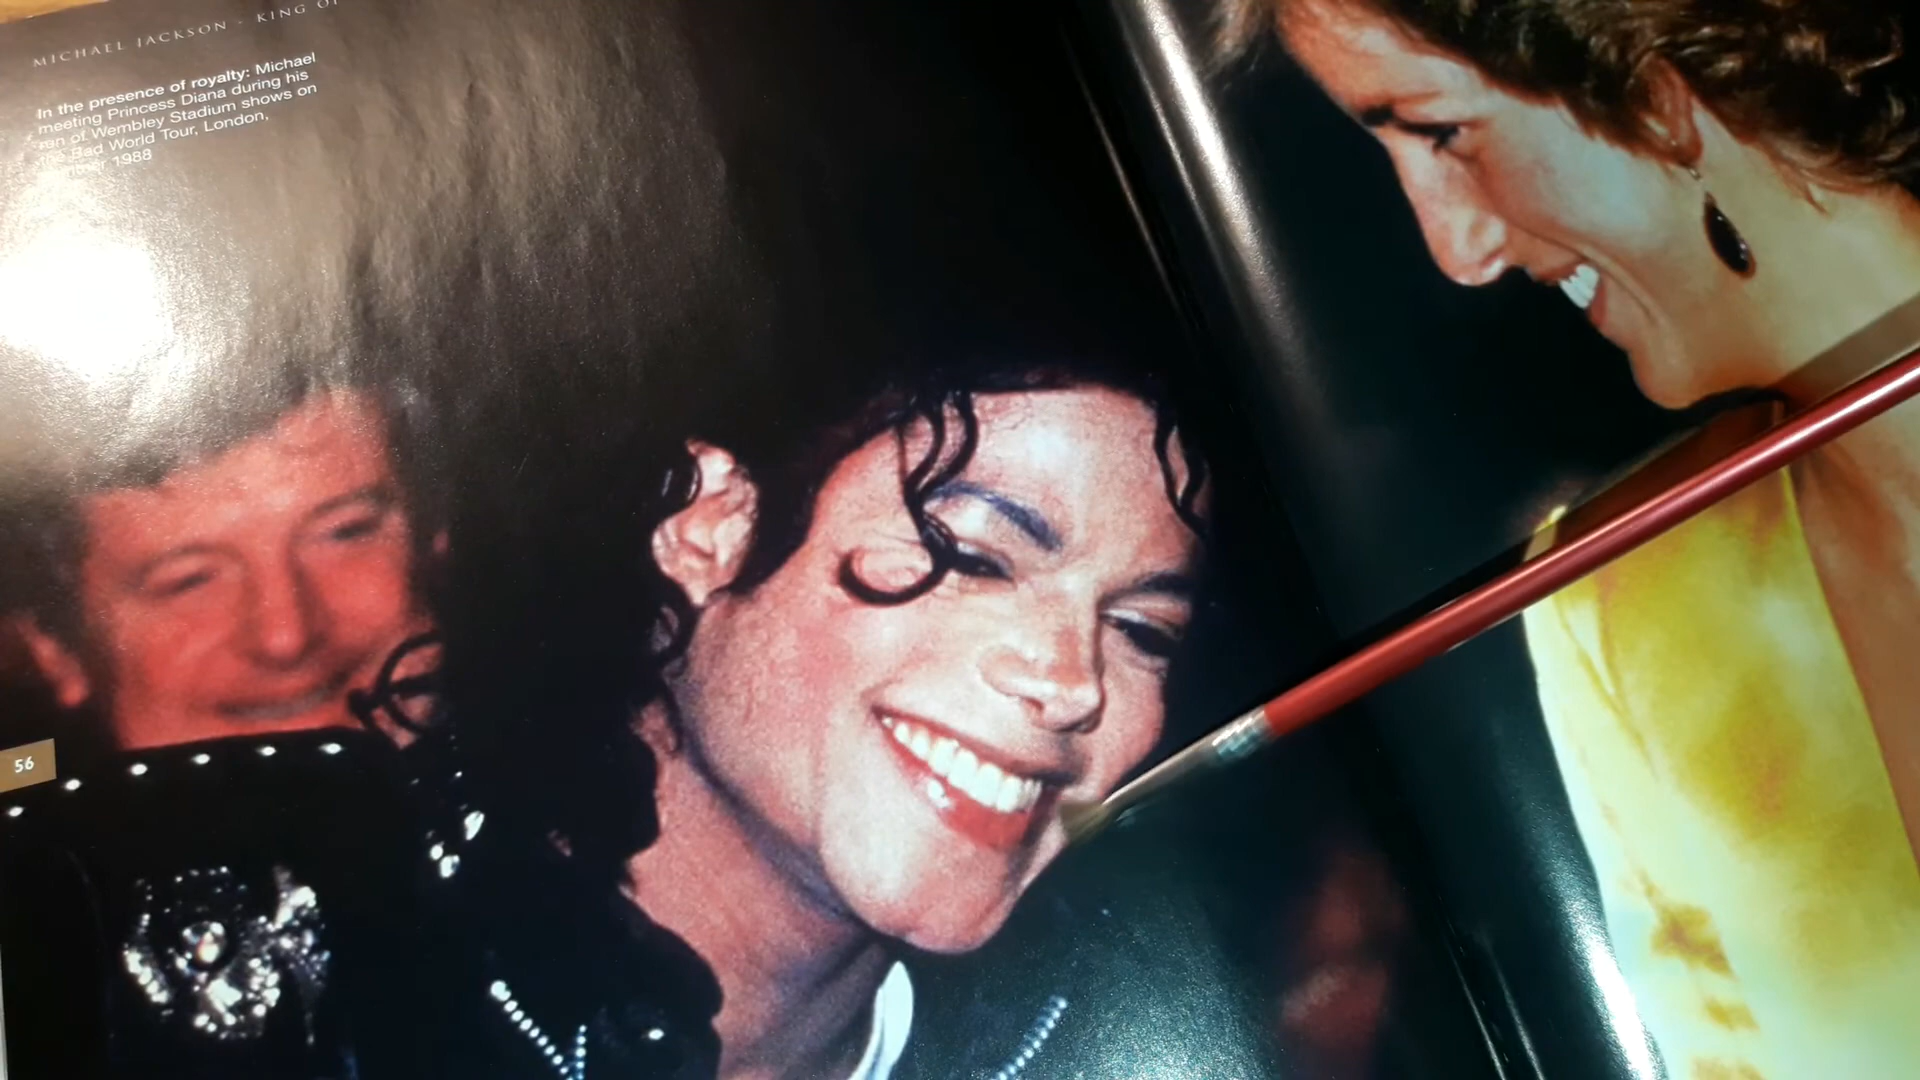 MICHAEL JACKSON - KING OF
In the presence of royalty: Michael
meeting Princess Diana during his
run of Wembley Stadium shows on
the Bad World Tour, London,
1988
56